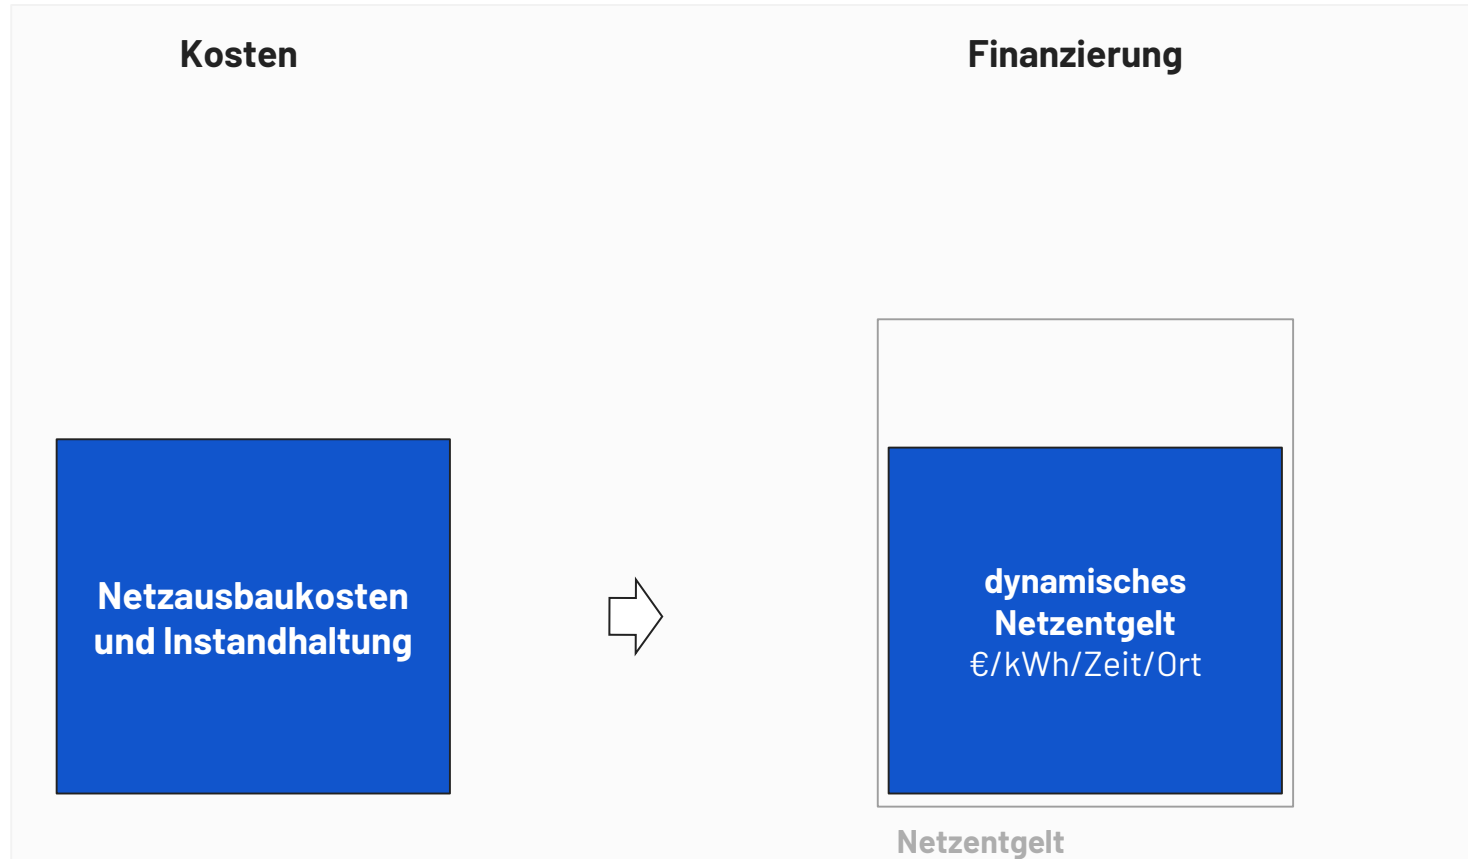 Kosten
Finanzierung
Netzausbaukosten
und Instandhaltung
dynamisches
Netzentgelt
€/kWh/Zeit/Ort
Netzentgelt